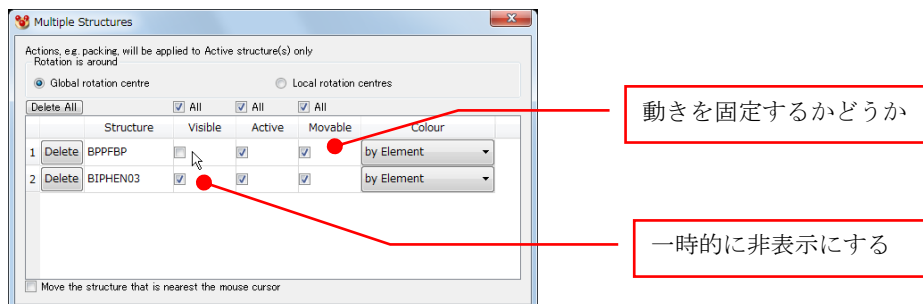 Multiple Structures
Actions, e.g. packing, will be applied to Active structure(s) only
Rotation is around
Global rotation centre
Local rotation centres
Delete All
All
All
All
Structure Visible Active Movable Colour
1 Delete BPPFBP by Element
2 Delete BIPHEN03 by Element
Move the structure that is nearest the mouse cursor
動きを固定するかどうか
一時的に非表示にする